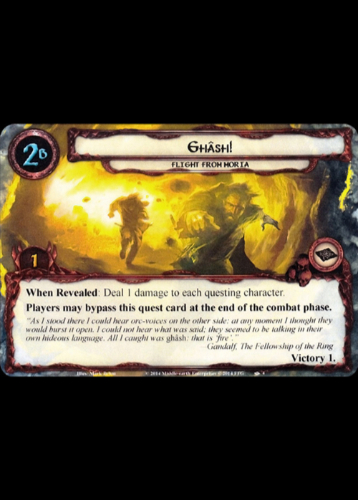 2B
GHÂSH!
FLIGHT FROM MORIA
1
When Revealed: Deal 1 damage to each questing character.
Players may bypass this quest card at the end of the combat phase.
"As I stood there I could hear orc-voices on the other side: at any moment I thought they
would burst it open. I could not hear what was said; they seemed to be talking in their
own hideous language. All I caught was ghâsh: that is 'fire'."
Gandalf, The Fellowship of the Ring
Victory 1.